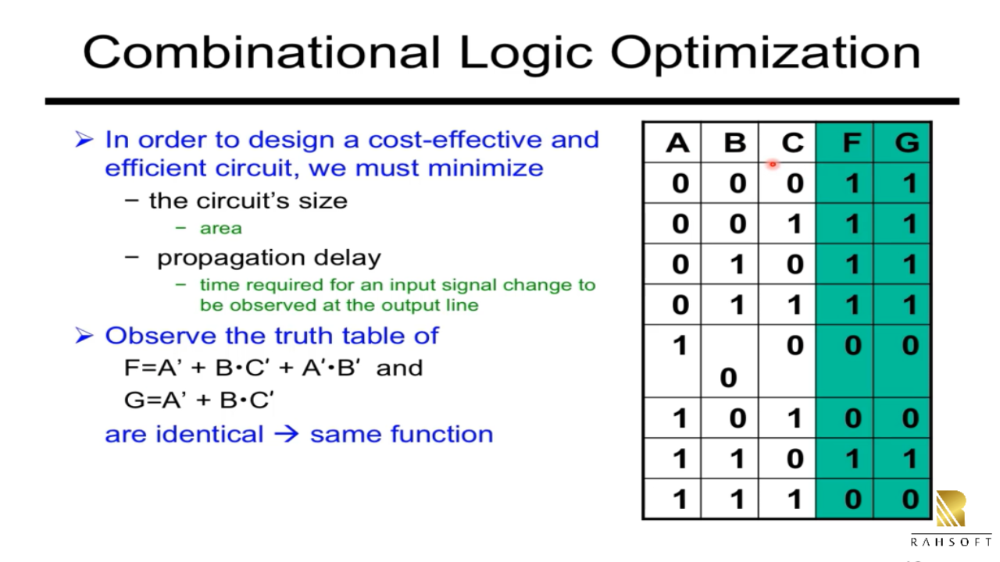 Combinational Logic Optimization
➢ In order to design a cost-effective and
efficient circuit, we must minimize
– the circuit's size
– area
– propagation delay
– time required for an input signal change to
be observed at the output line
➢ Observe the truth table of
F=A’ + B•C′ + A′•B′ and
G=A’ + B•C′
are identical → same function
A B C F G
0 0 0 1 1
0 0 1 1 1
0 1 0 1 1
0 1 1 1 1
1 0 0 0
0
1 0 1 0 0
1 1 0 1 1
1 1 1 0 0
RAHSOFT